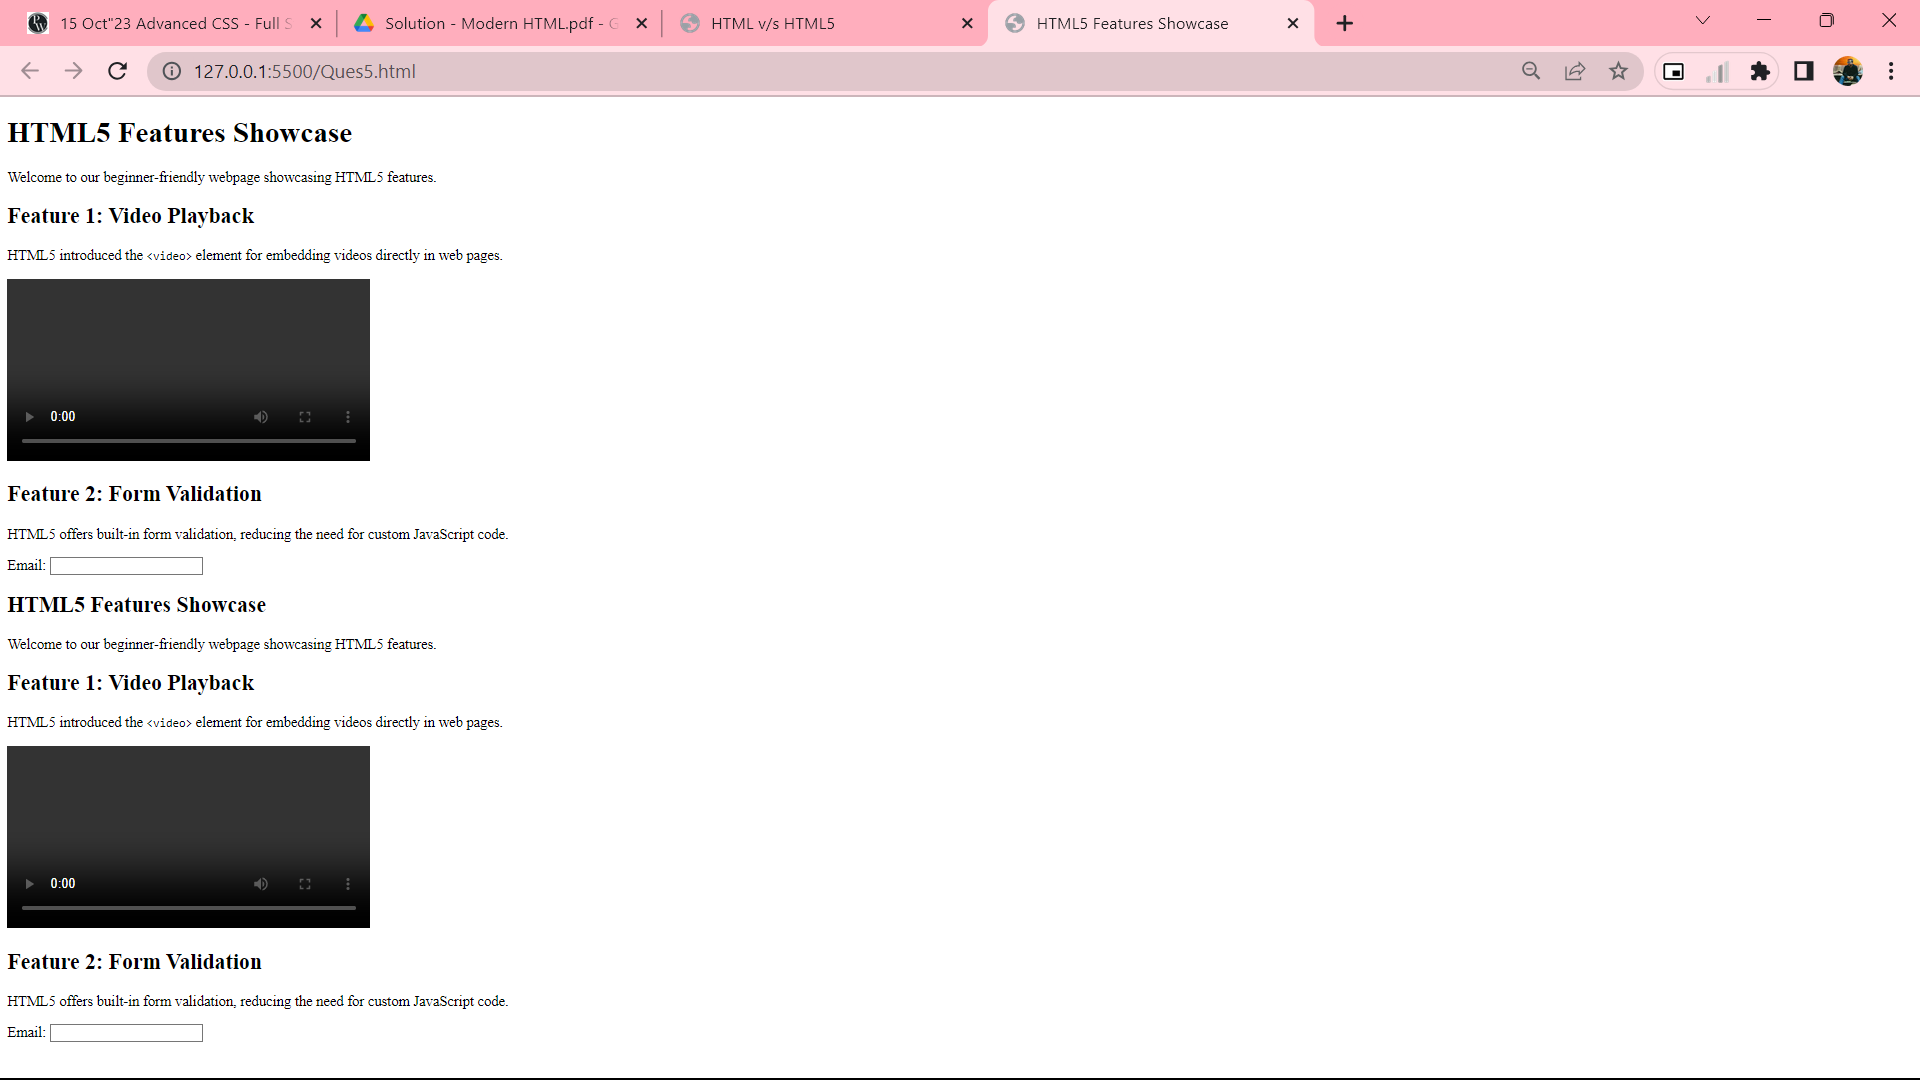 15 Oct"23 Advanced CSS - Full S
Solution - Modern HTML.pdf - G
HTML v/s HTML5
HTML5 Features Showcase
127.0.0.1:5500/Ques5.html
HTML5 Features Showcase
Welcome to our beginner-friendly webpage showcasing HTML5 features.
Feature 1: Video Playback
HTML5 introduced the <video> element for embedding videos directly in web pages.
0:00
Feature 2: Form Validation
HTML5 offers built-in form validation, reducing the need for custom JavaScript code.
Email:
HTML5 Features Showcase
Welcome to our beginner-friendly webpage showcasing HTML5 features.
Feature 1: Video Playback
HTML5 introduced the <video> element for embedding videos directly in web pages.
0:00
Feature 2: Form Validation
HTML5 offers built-in form validation, reducing the need for custom JavaScript code.
Email: